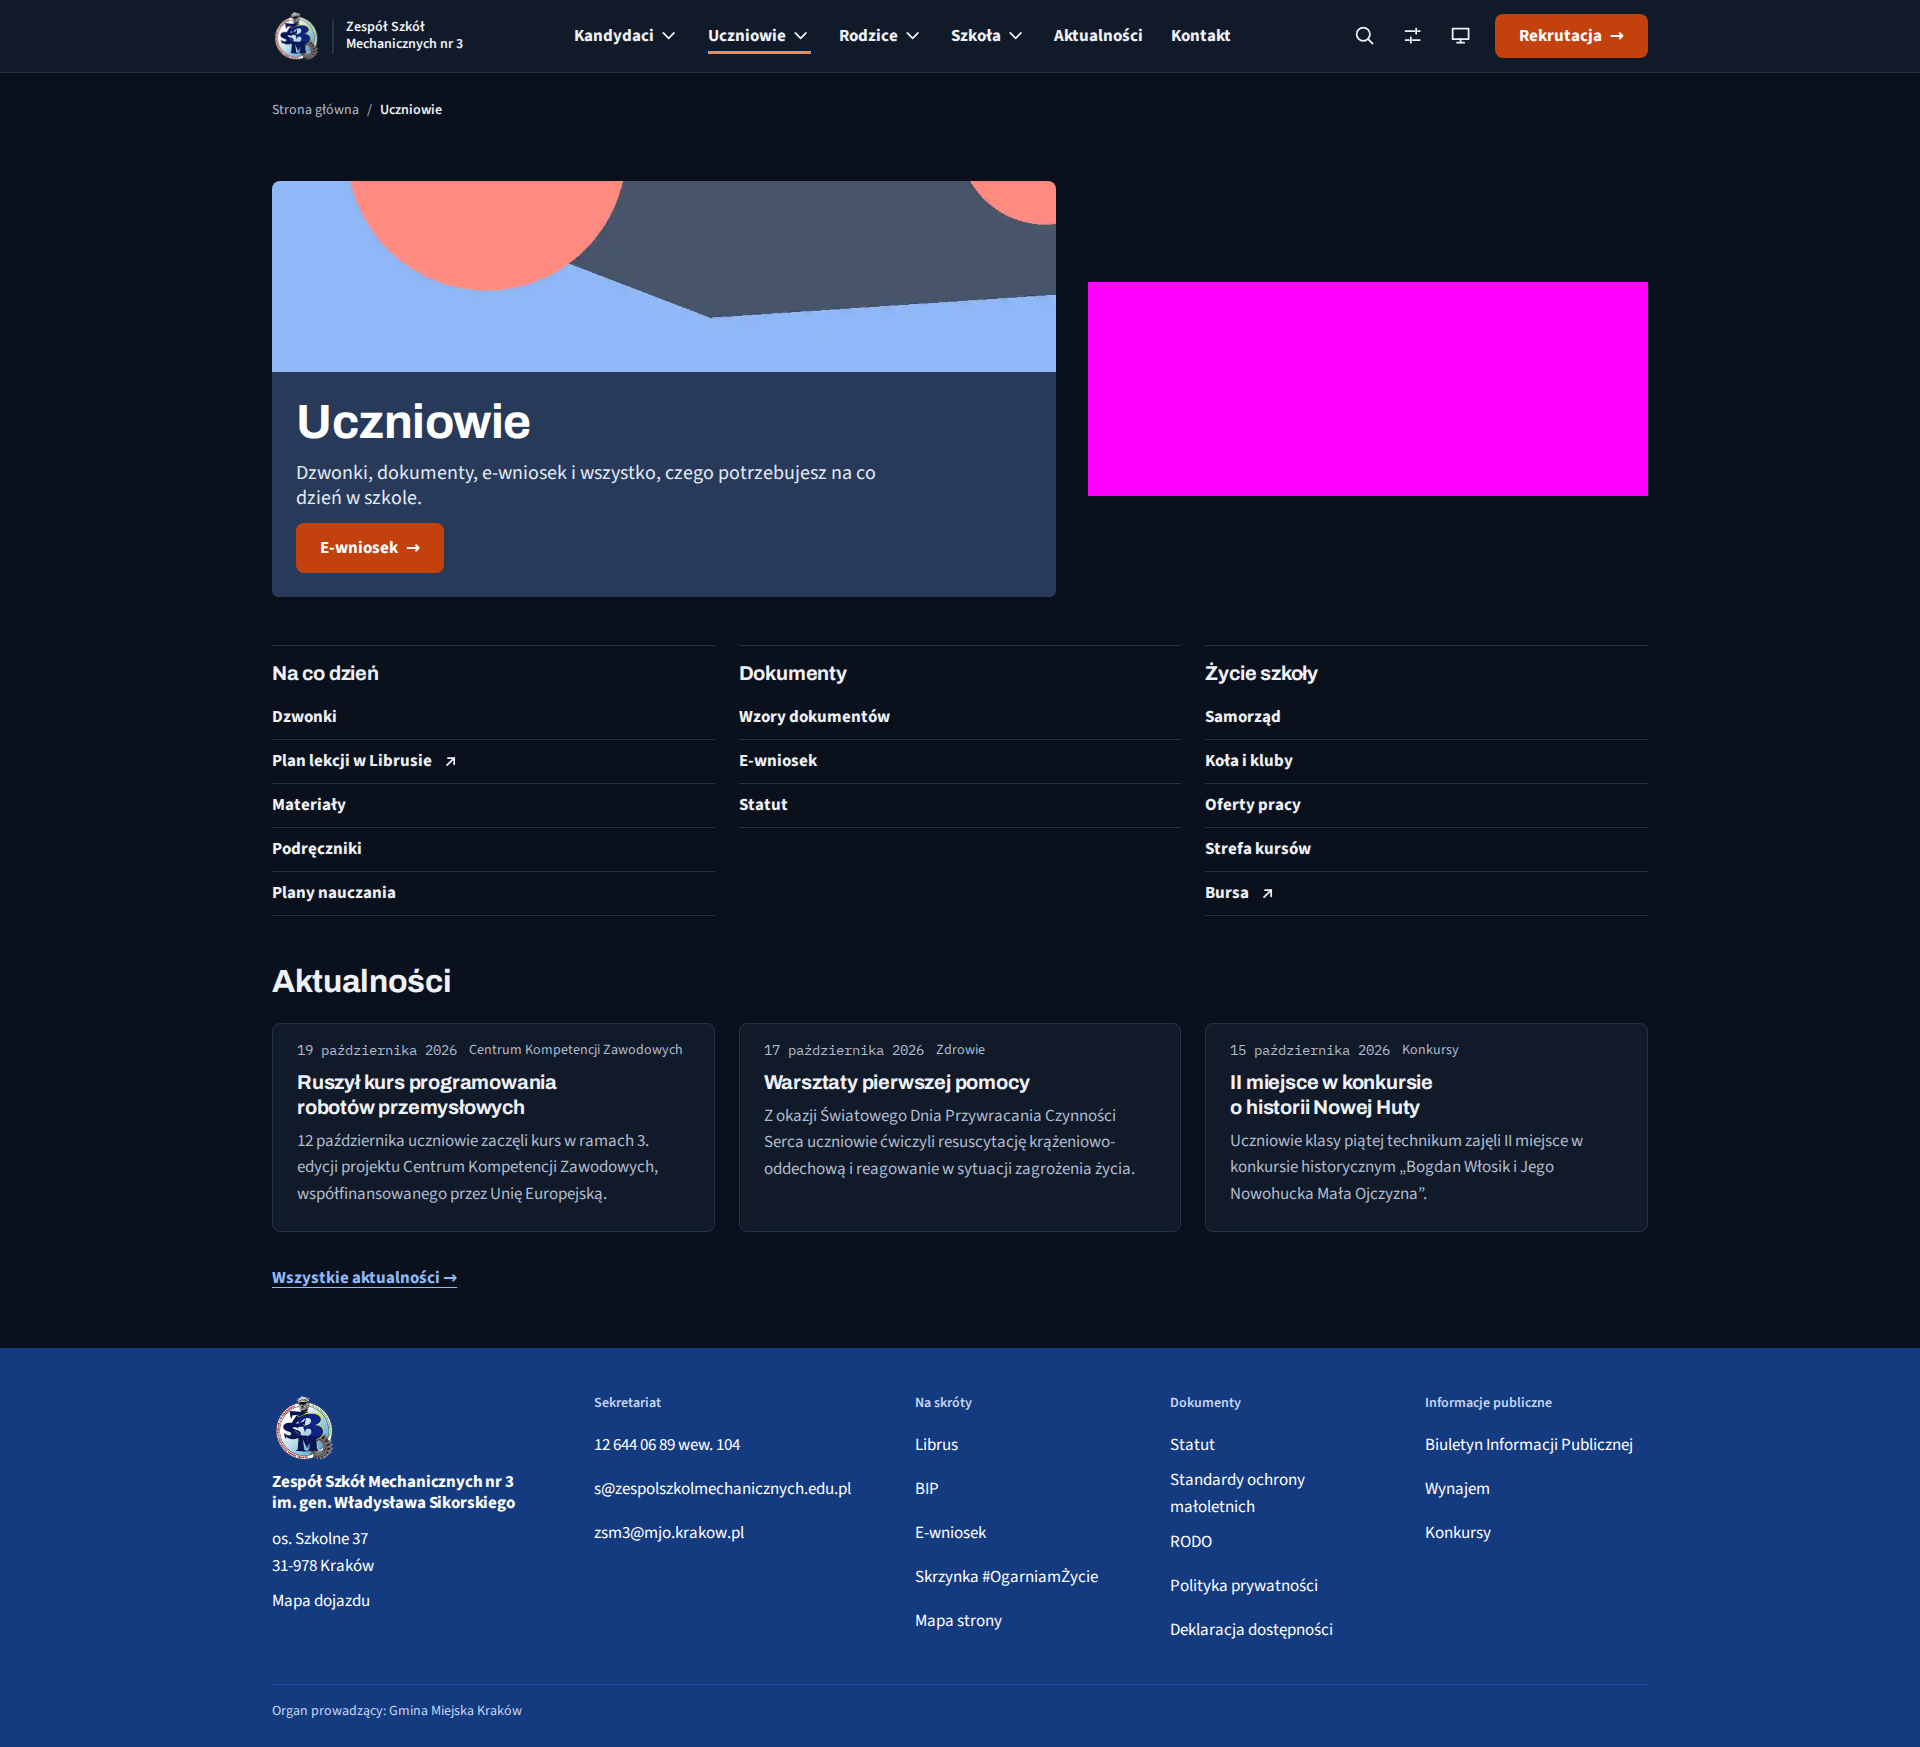 Zespół Szkół
Mechanicznych nr 3
Kandydaci
Uczniowie
Rodzice
Szkoła
Aktualności
Kontakt
Rekrutacja →
Strona główna / Uczniowie
Uczniowie
Dzwonki, dokumenty, e-wniosek i wszystko, czego potrzebujesz na co
dzień w szkole.
E-wniosek →
Na co dzień
Dzwonki
Plan lekcji w Librusie
Materiały
Podręczniki
Plany nauczania
Dokumenty
Wzory dokumentów
E-wniosek
Statut
Życie szkoły
Samorząd
Koła i kluby
Oferty pracy
Strefa kursów
Bursa
Aktualności
19 października 2026 Centrum Kompetencji Zawodowych
Ruszył kurs programowania
robotów przemysłowych
12 października uczniowie zaczęli kurs w ramach 3.
edycji projektu Centrum Kompetencji Zawodowych,
współfinansowanego przez Unię Europejską.
17 października 2026 Zdrowie
Warsztaty pierwszej pomocy
Z okazji Światowego Dnia Przywracania Czynności
Serca uczniowie ćwiczyli resuscytację krążeniowo-
oddechową i reagowanie w sytuacji zagrożenia życia.
15 października 2026 Konkursy
II miejsce w konkursie
o historii Nowej Huty
Uczniowie klasy piątej technikum zajęli II miejsce w
konkursie historycznym „Bogdan Włosik i Jego
Nowohucka Mała Ojczyzna”.
Wszystkie aktualności →
Zespół Szkół Mechanicznych nr 3
im. gen. Władysława Sikorskiego
os. Szkolne 37
31-978 Kraków
Mapa dojazdu
Sekretariat
12 644 06 89 wew. 104
s@zespolszkolmechanicznych.edu.pl
zsm3@mjo.krakow.pl
Na skróty
Librus
BIP
E-wniosek
Skrzynka #OgarniamŻycie
Mapa strony
Dokumenty
Statut
Standardy ochrony
małoletnich
RODO
Polityka prywatności
Deklaracja dostępności
Informacje publiczne
Biuletyn Informacji Publicznej
Wynajem
Konkursy
Organ prowadzący: Gmina Miejska Kraków